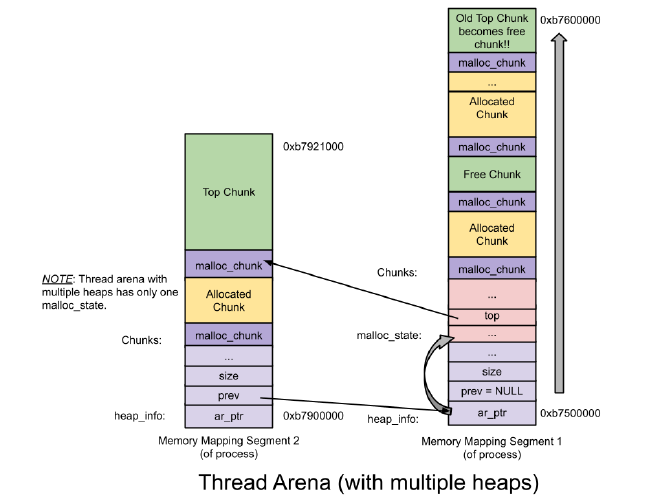 Old Top Chunk
becomes free
chunk!!
0xb7600000
malloc_chunk
...
Allocated
Chunk
malloc_chunk
Free Chunk
malloc_chunk
Allocated
Chunk
malloc_chunk
Chunks:
...
top
malloc_state:
...
...
size
prev = NULL
heap_info:
ar_ptr
0xb7500000
Memory Mapping Segment 1
(of process)
0xb7921000
Top Chunk
malloc_chunk
NOTE: Thread arena with
multiple heaps has only one
malloc_state.
Allocated
Chunk
Chunks:
malloc_chunk
...
size
prev
heap_info:
ar_ptr
0xb7900000
Memory Mapping Segment 2
(of process)
Thread Arena (with multiple heaps)